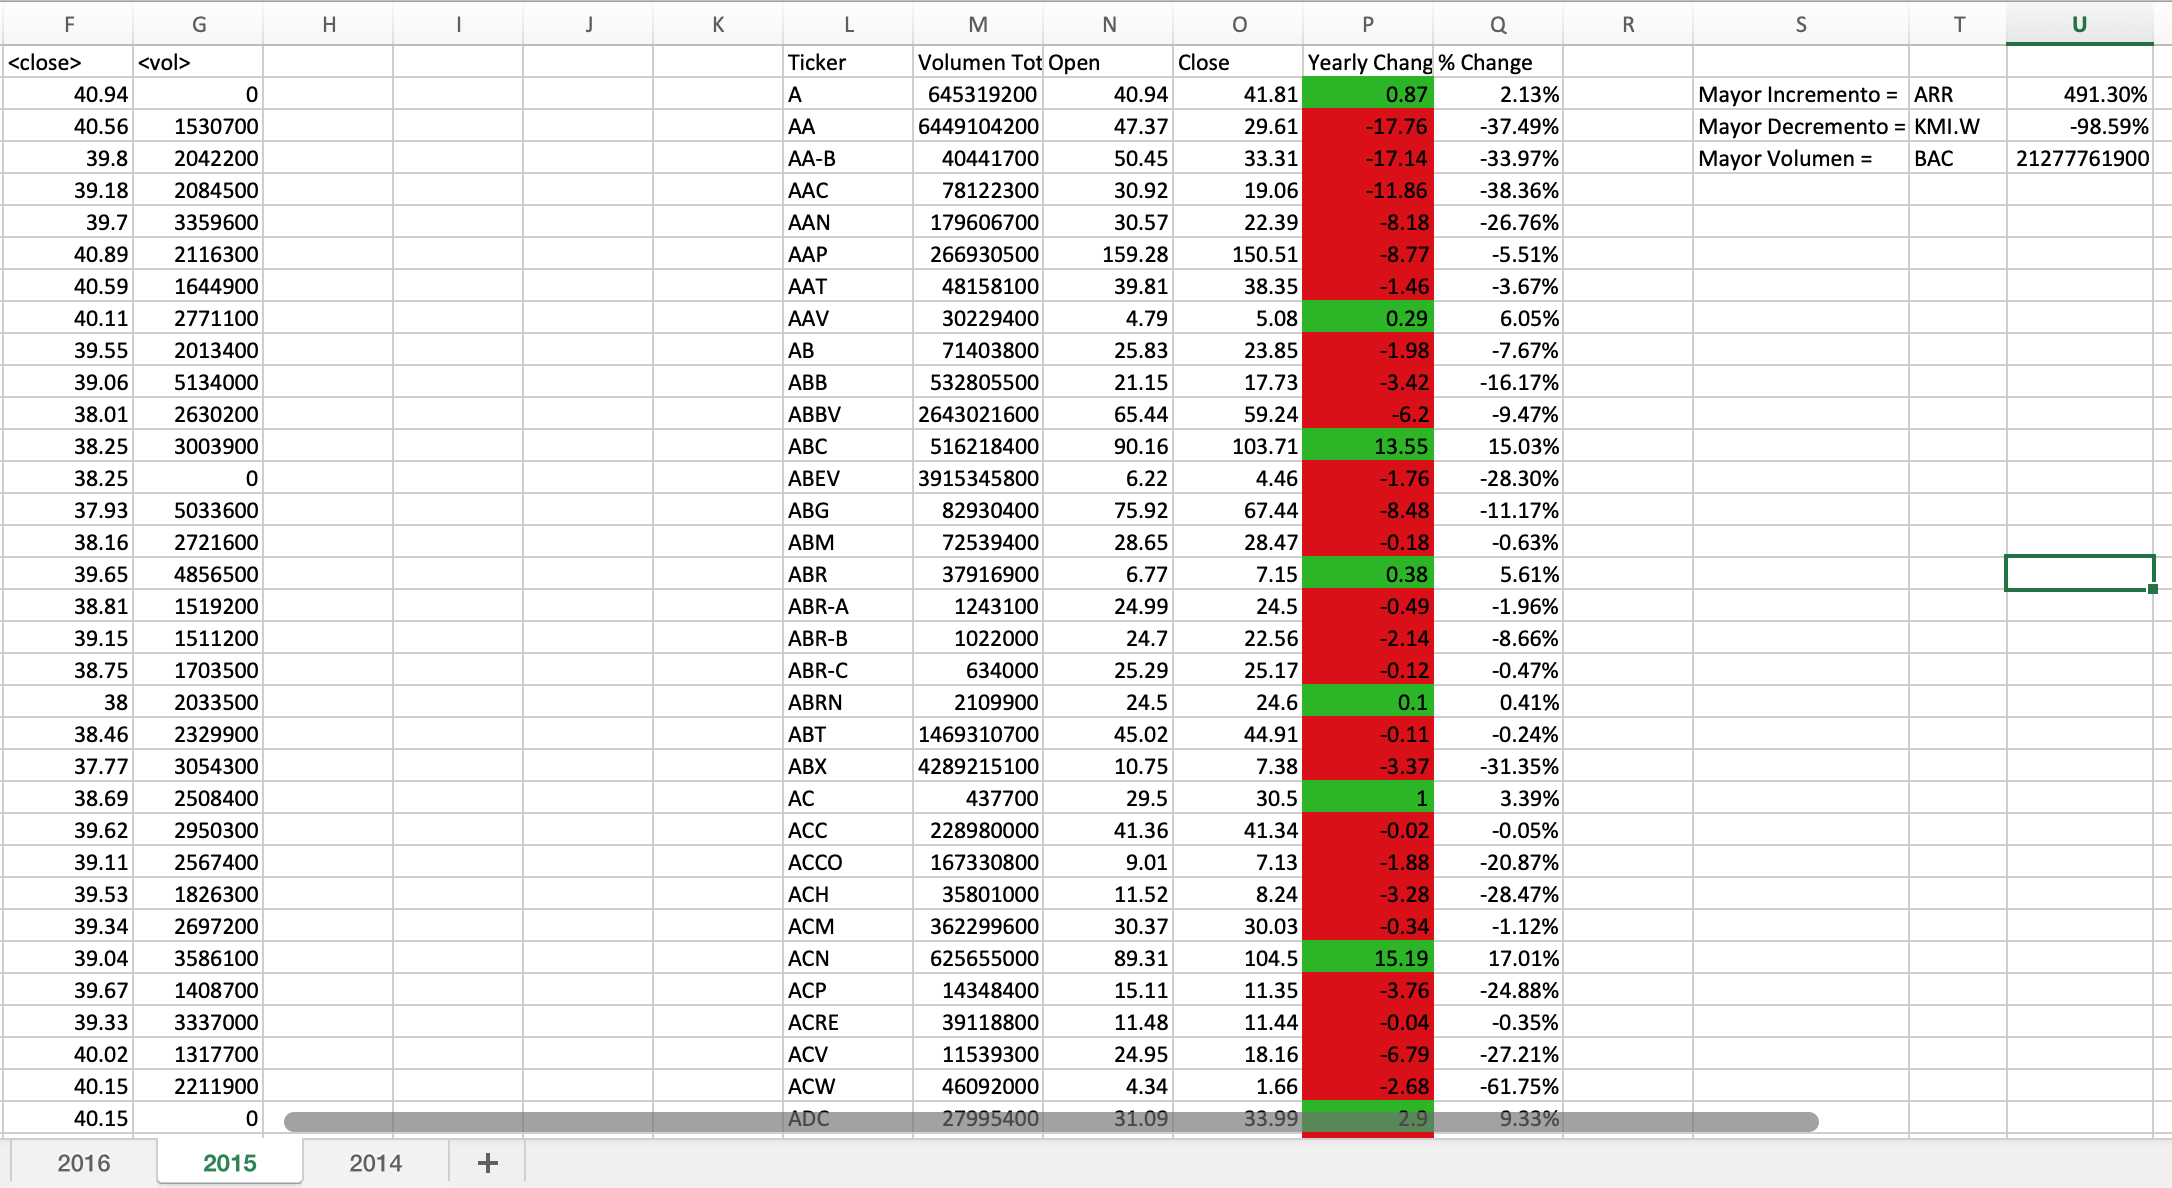 F G H I J K L M N O P Q R S T U
<close> <vol> Ticker Volumen Tot Open Close Yearly Chang % Change
40.94 0 A 645319200 40.94 41.81 0.87 2.13% Mayor Incremento = ARR 491.30%
40.56 1530700 AA 6449104200 47.37 29.61 -17.76 -37.49% Mayor Decremento = KMI.W -98.59%
39.8 2042200 AA-B 40441700 50.45 33.31 -17.14 -33.97% Mayor Volumen = BAC 21277761900
39.18 2084500 AAC 78122300 30.92 19.06 -11.86 -38.36%
39.7 3359600 AAN 179606700 30.57 22.39 -8.18 -26.76%
40.89 2116300 AAP 266930500 159.28 150.51 -8.77 -5.51%
40.59 1644900 AAT 48158100 39.81 38.35 -1.46 -3.67%
40.11 2771100 AAV 30229400 4.79 5.08 0.29 6.05%
39.55 2013400 AB 71403800 25.83 23.85 -1.98 -7.67%
39.06 5134000 ABB 532805500 21.15 17.73 -3.42 -16.17%
38.01 2630200 ABBV 2643021600 65.44 59.24 -6.2 -9.47%
38.25 3003900 ABC 516218400 90.16 103.71 13.55 15.03%
38.25 0 ABEV 3915345800 6.22 4.46 -1.76 -28.30%
37.93 5033600 ABG 82930400 75.92 67.44 -8.48 -11.17%
38.16 2721600 ABM 72539400 28.65 28.47 -0.18 -0.63%
39.65 4856500 ABR 37916900 6.77 7.15 0.38 5.61%
38.81 1519200 ABR-A 1243100 24.99 24.5 -0.49 -1.96%
39.15 1511200 ABR-B 1022000 24.7 22.56 -2.14 -8.66%
38.75 1703500 ABR-C 634000 25.29 25.17 -0.12 -0.47%
38 2033500 ABRN 2109900 24.5 24.6 0.1 0.41%
38.46 2329900 ABT 1469310700 45.02 44.91 -0.11 -0.24%
37.77 3054300 ABX 4289215100 10.75 7.38 -3.37 -31.35%
38.69 2508400 AC 437700 29.5 30.5 1 3.39%
39.62 2950300 ACC 228980000 41.36 41.34 -0.02 -0.05%
39.11 2567400 ACCO 167330800 9.01 7.13 -1.88 -20.87%
39.53 1826300 ACH 35801000 11.52 8.24 -3.28 -28.47%
39.34 2697200 ACM 362299600 30.37 30.03 -0.34 -1.12%
39.04 3586100 ACN 625655000 89.31 104.5 15.19 17.01%
39.67 1408700 ACP 14348400 15.11 11.35 -3.76 -24.88%
39.33 3337000 ACRE 39118800 11.48 11.44 -0.04 -0.35%
40.02 1317700 ACV 11539300 24.95 18.16 -6.79 -27.21%
40.15 2211900 ACW 46092000 4.34 1.66 -2.68 -61.75%
40.15 0 ADC 27995400 31.09 33.99 2.9 9.33%
2016 2015 2014 +